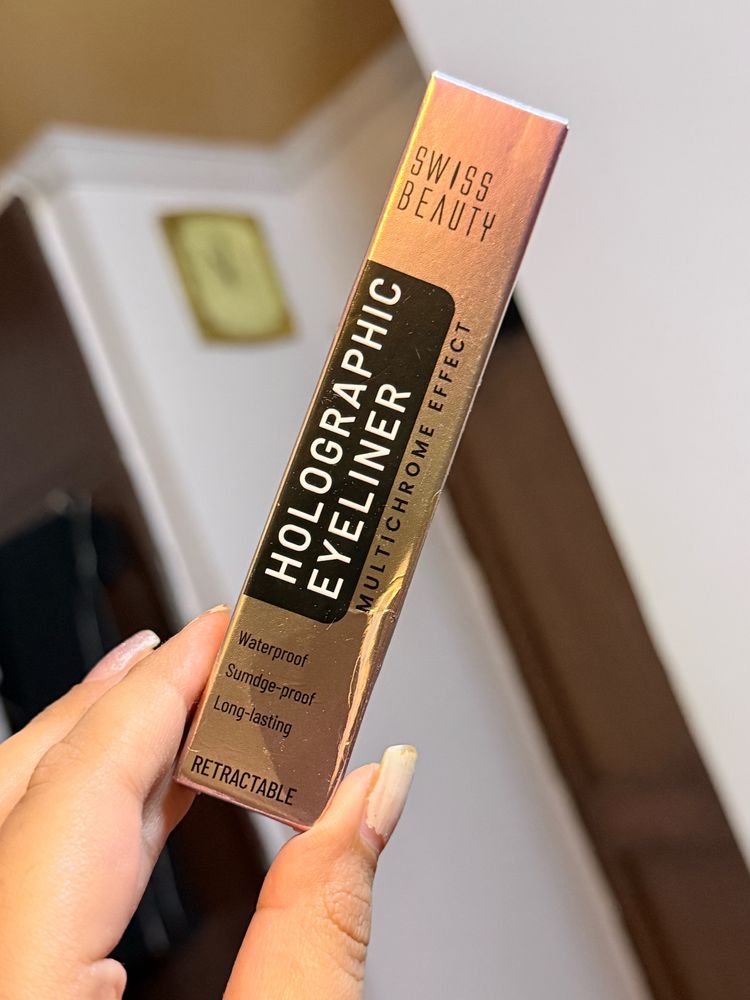 SWISS
BEAUTY
HOLOGRAPHIC
EYELINER
MULTICHROME EFFECT
Waterproof
Sumdge-proof
Long-lasting
RETRACTABLE